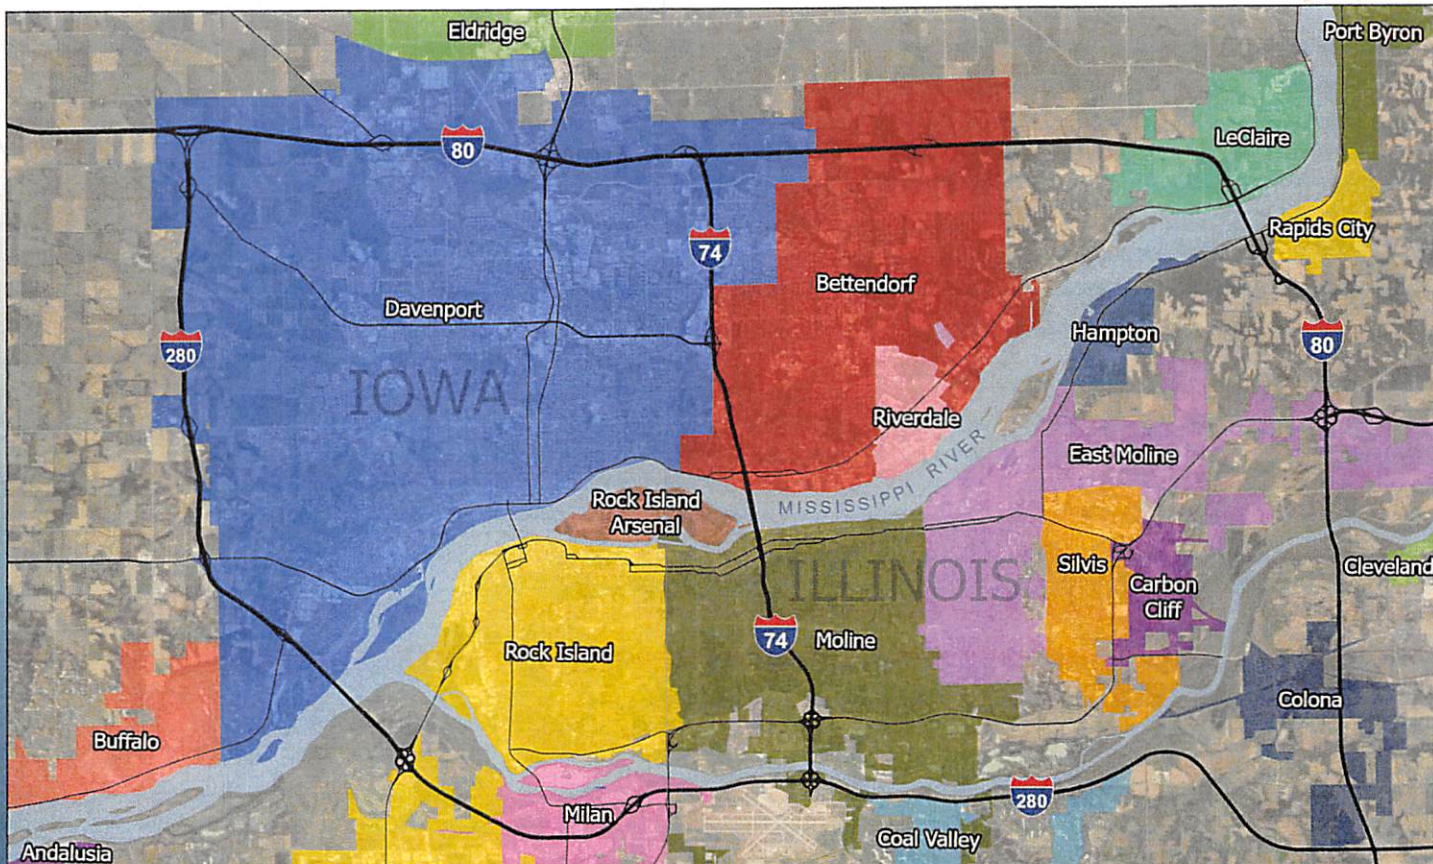 Eldridge
Port Byron
80
LeClaire
Rapids City
74
Bettendorf
Davenport
Hampton
280
80
IOWA
Riverdale
East Moline
MISSISSIPPI RIVER
Rock Island
Arsenal
Silvis
Cleveland
ILLINOIS
Carbon
Cliff
74
Moline
Rock Island
Colona
Buffalo
280
Milan
Coal Valley
Andalusia